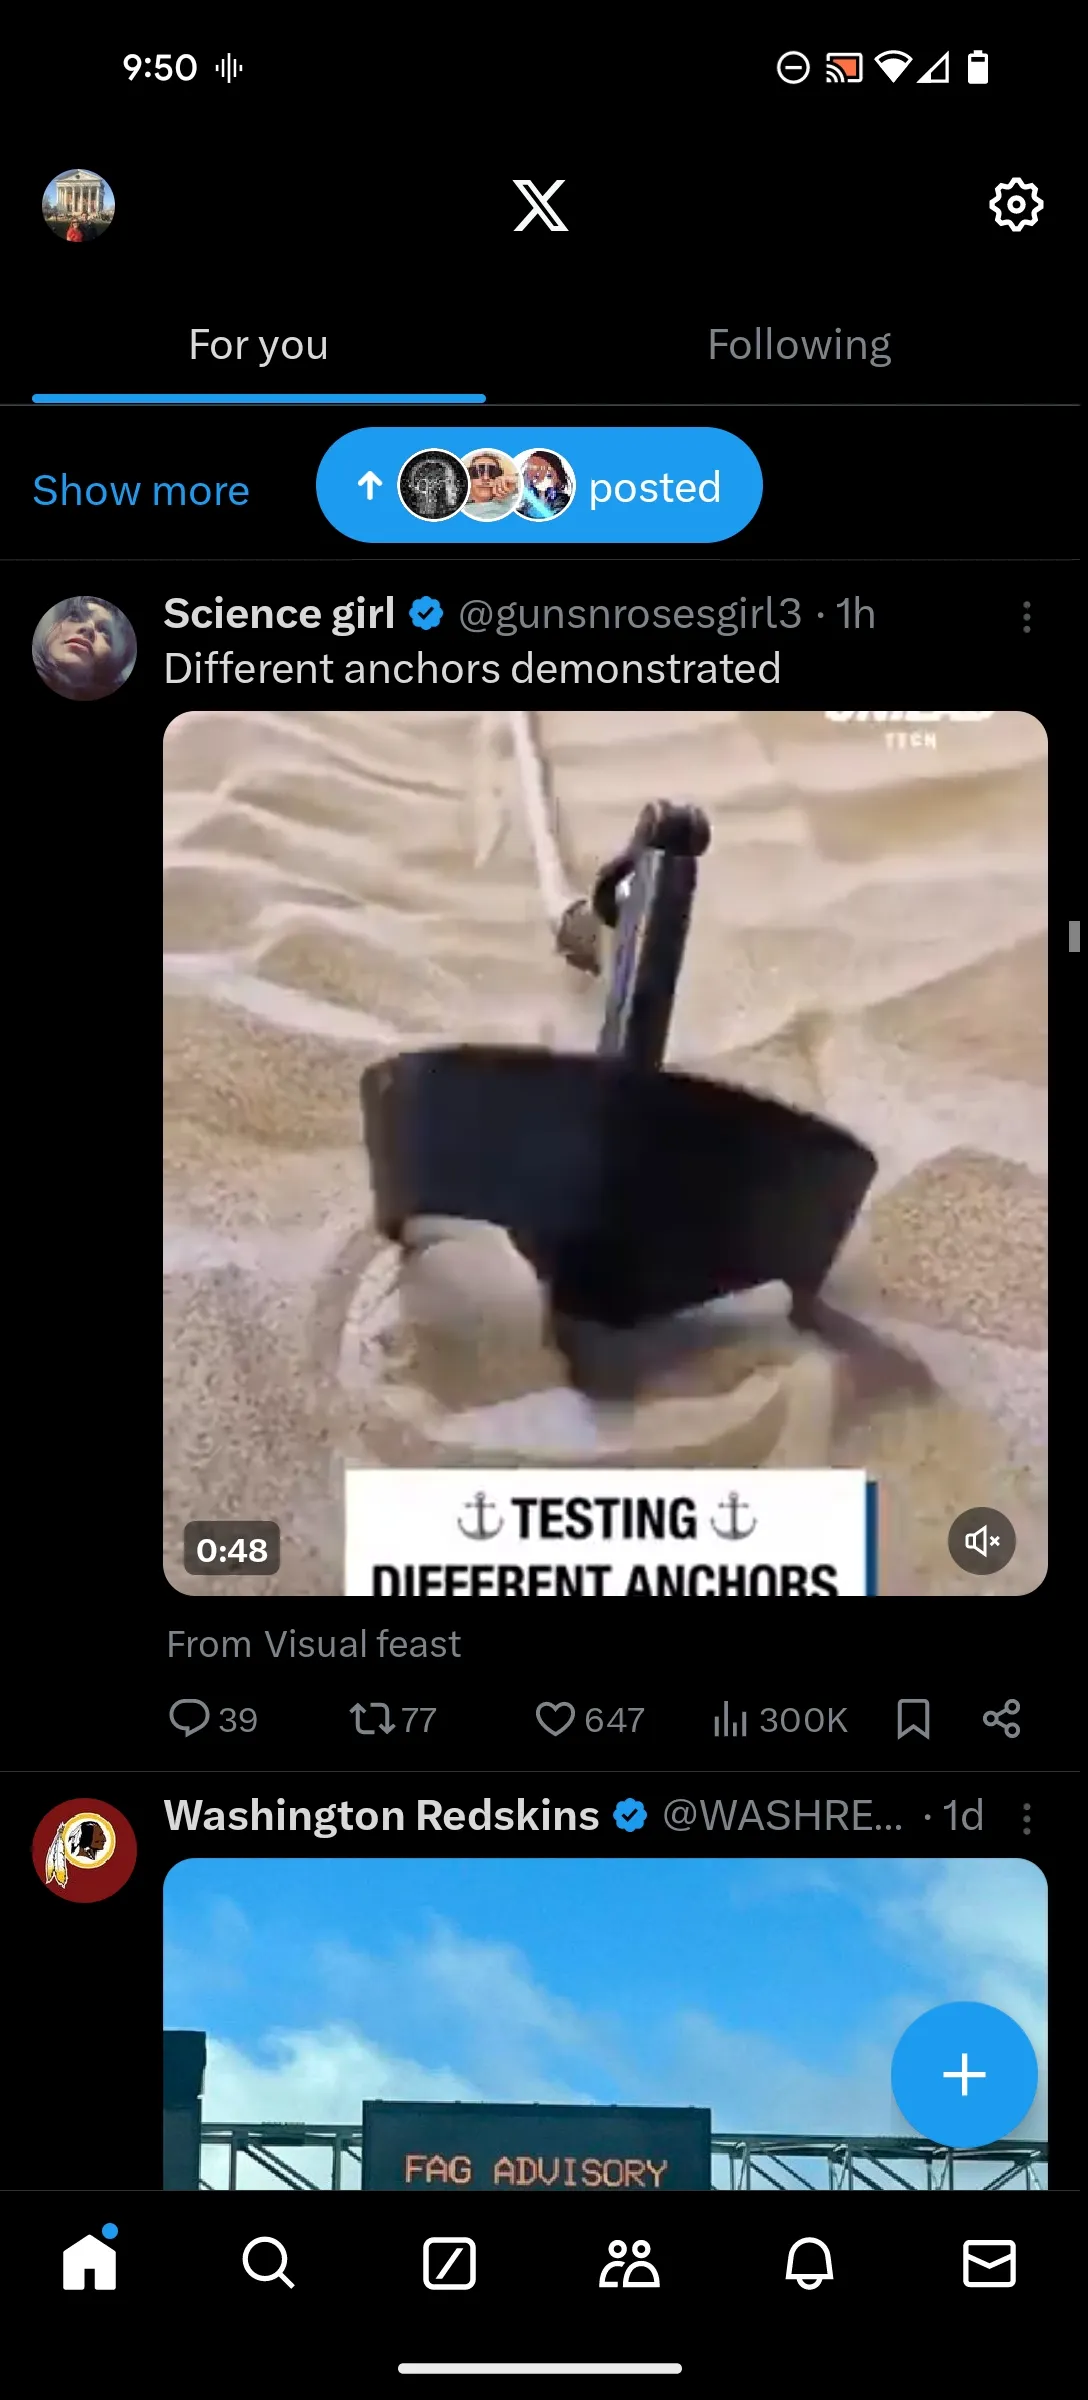 9:50
For you
Following
Show more
posted
Science girl @gunsnrosesgirl3 · 1h
Different anchors demonstrated
TECH
TESTING
DIFFERENT ANCHORS
0:48
From Visual feast
39 77 647 300K
Washington Redskins @WASHRE... · 1d
FAG ADVISORY